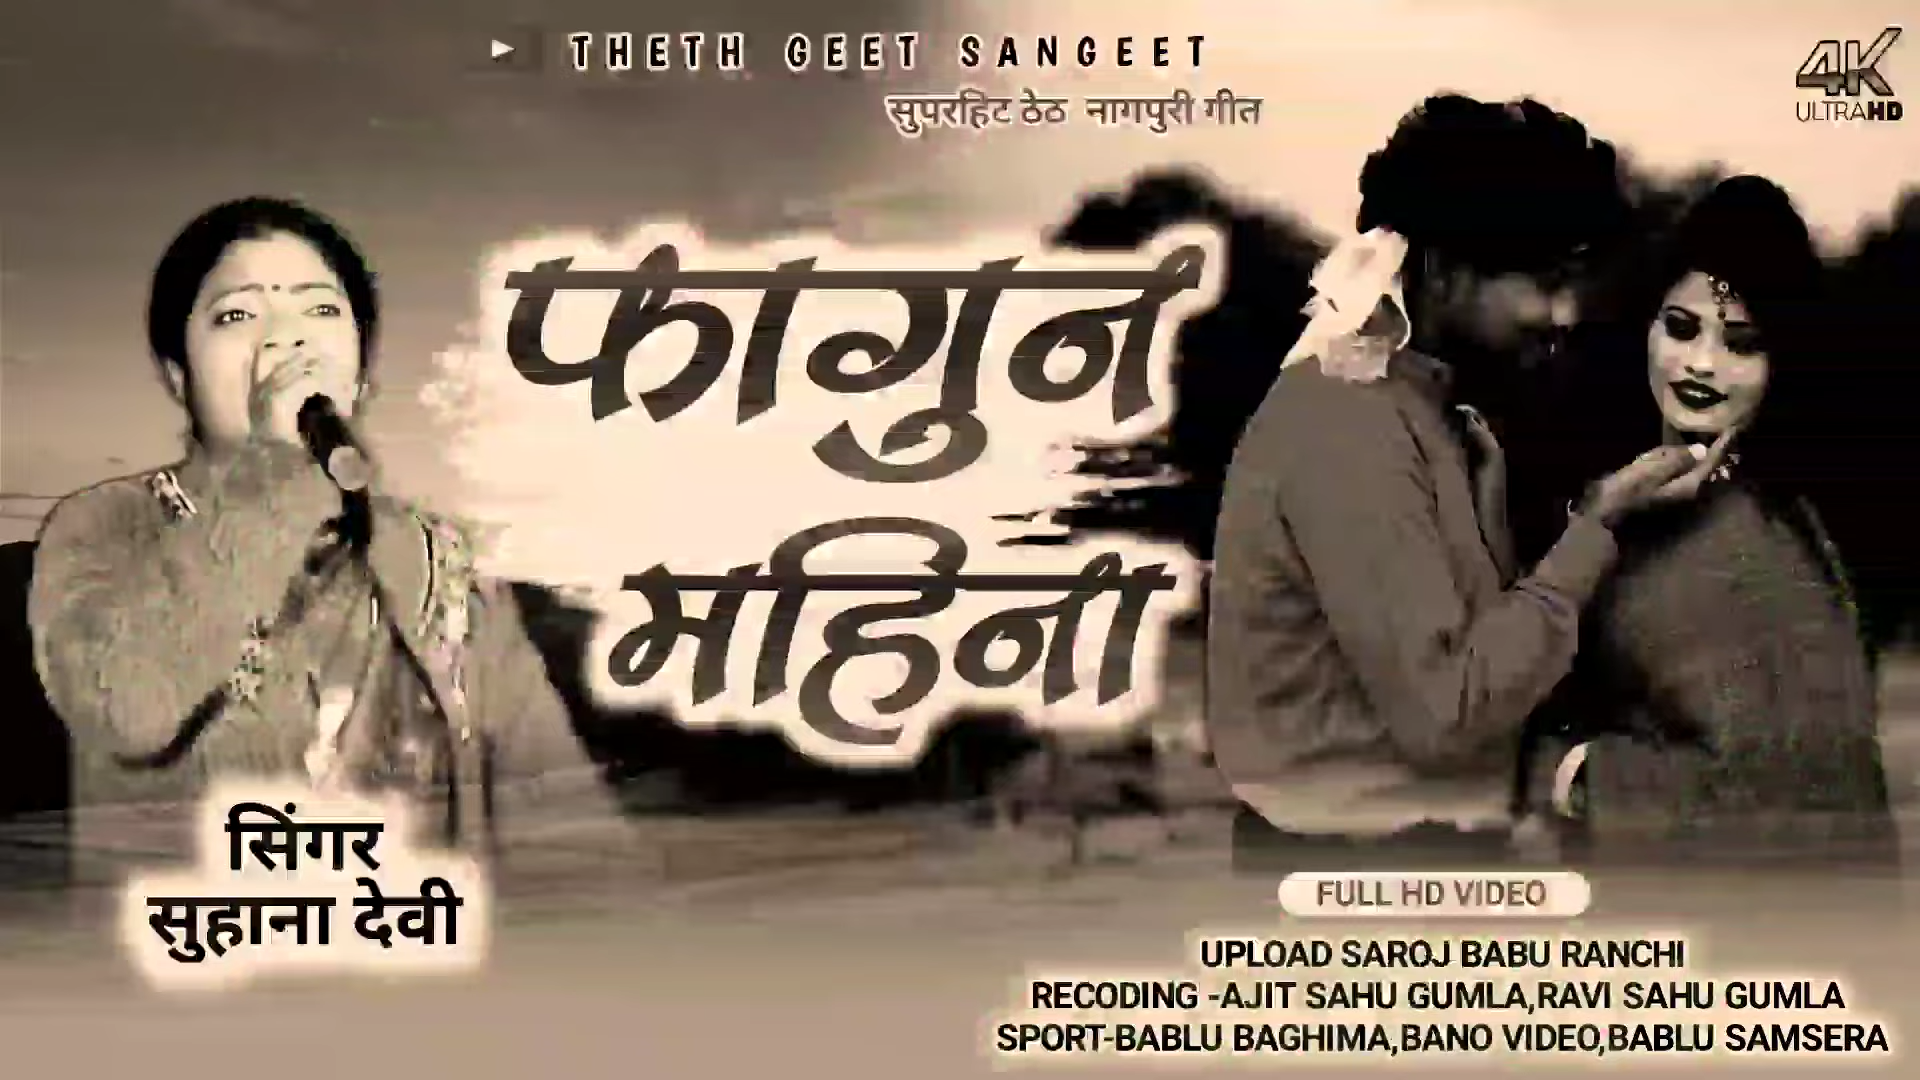 THETH GEET SANGEET
सुपरहिट ठेठ नागपुरी गीत
4K
ULTRAHD
फागुन
महिना
सिंगर
सुहाना देवी
FULL HD VIDEO
UPLOAD SAROJ BABU RANCHI
RECODING -AJIT SAHU GUMLA,RAVI SAHU GUMLA
SPORT-BABLU BAGHIMA,BANO VIDEO,BABLU SAMSERA